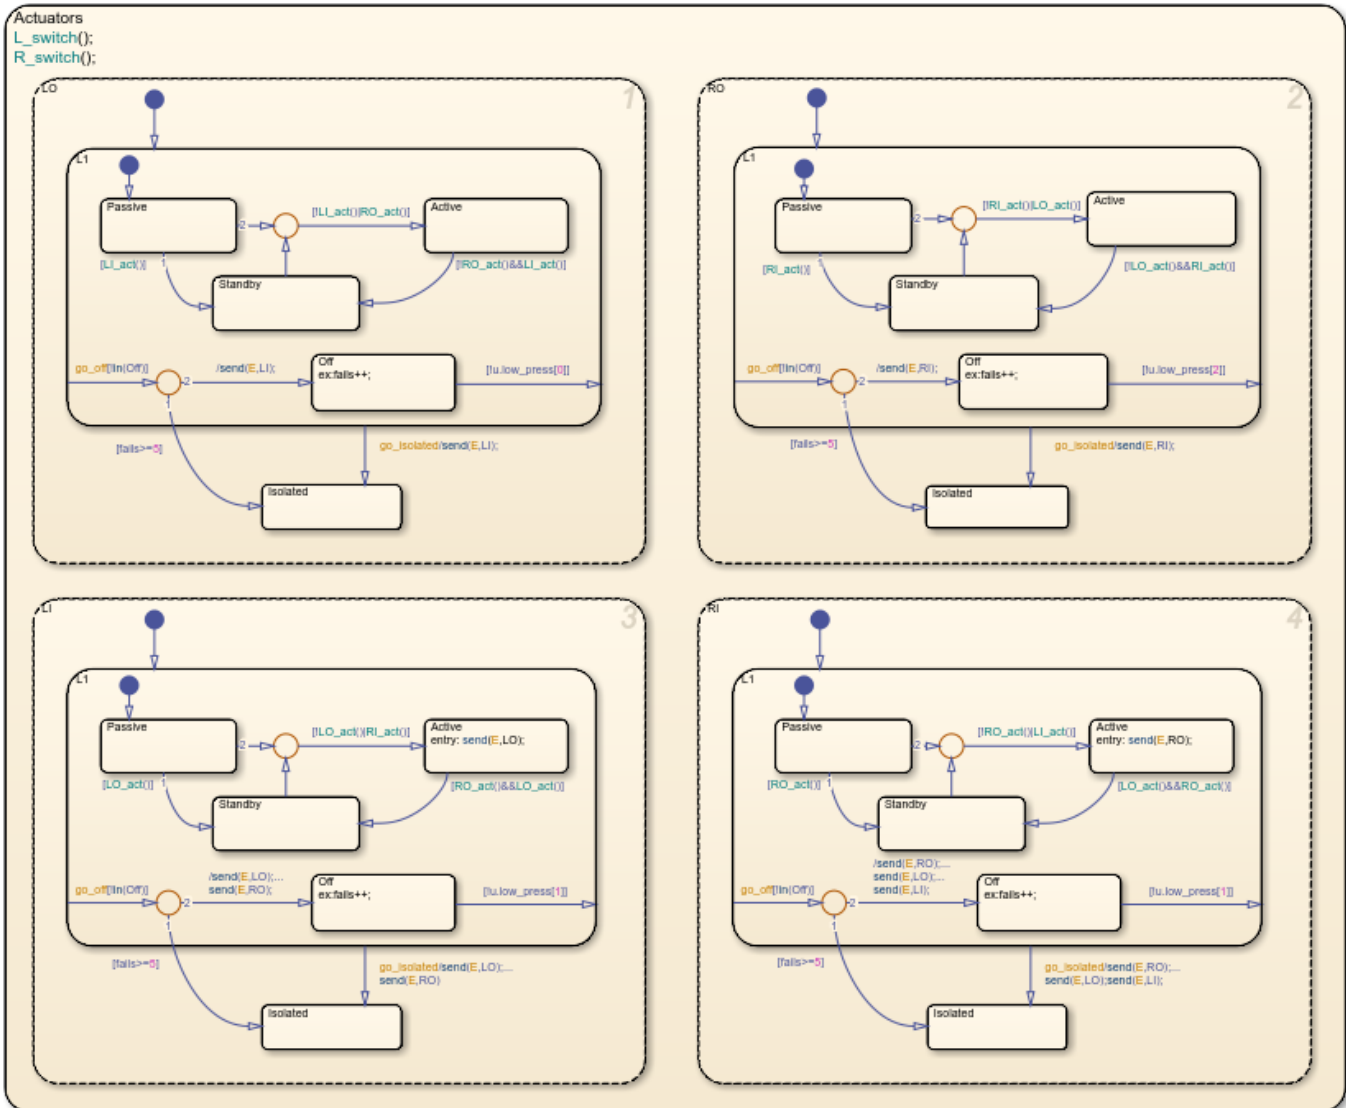 Actuators
L_switch();
R_switch();
LO
1
L1
Passive
2
[!LI_act()|RO_act()]
Active
[LI_act()]
1
[!RO_act()&&LI_act()]
Standby
go_off[!in(Off)]
2
/send(E,LI);
Off
ex:fails++;
[!u.low_press[0]]
1
[fails>=5]
go_isolated/send(E,LI);
Isolated
RO
2
L1
Passive
2
[!RI_act()|LO_act()]
Active
[RI_act()]
1
[!LO_act()&&RI_act()]
Standby
go_off[!in(Off)]
2
/send(E,RI);
Off
ex:fails++;
[!u.low_press[2]]
1
[fails>=5]
go_isolated/send(E,RI);
Isolated
LI
3
L1
Passive
2
[!LO_act()|RI_act()]
Active
entry: send(E,LO);
[LO_act()]
1
[RO_act()&&LO_act()]
Standby
go_off[!in(Off)]
2
/send(E,LO);...
send(E,RO);
Off
ex:fails++;
[!u.low_press[1]]
1
[fails>=5]
go_isolated/send(E,LO);...
send(E,RO)
Isolated
RI
4
L1
Passive
2
[!RO_act()|LI_act()]
Active
entry: send(E,RO);
[RO_act()]
1
[LO_act()&&RO_act()]
Standby
go_off[!in(Off)]
2
/send(E,RO);...
send(E,LO);...
send(E,LI);
Off
ex:fails++;
[!u.low_press[1]]
1
[fails>=5]
go_isolated/send(E,RO);...
send(E,LO);send(E,LI);
Isolated